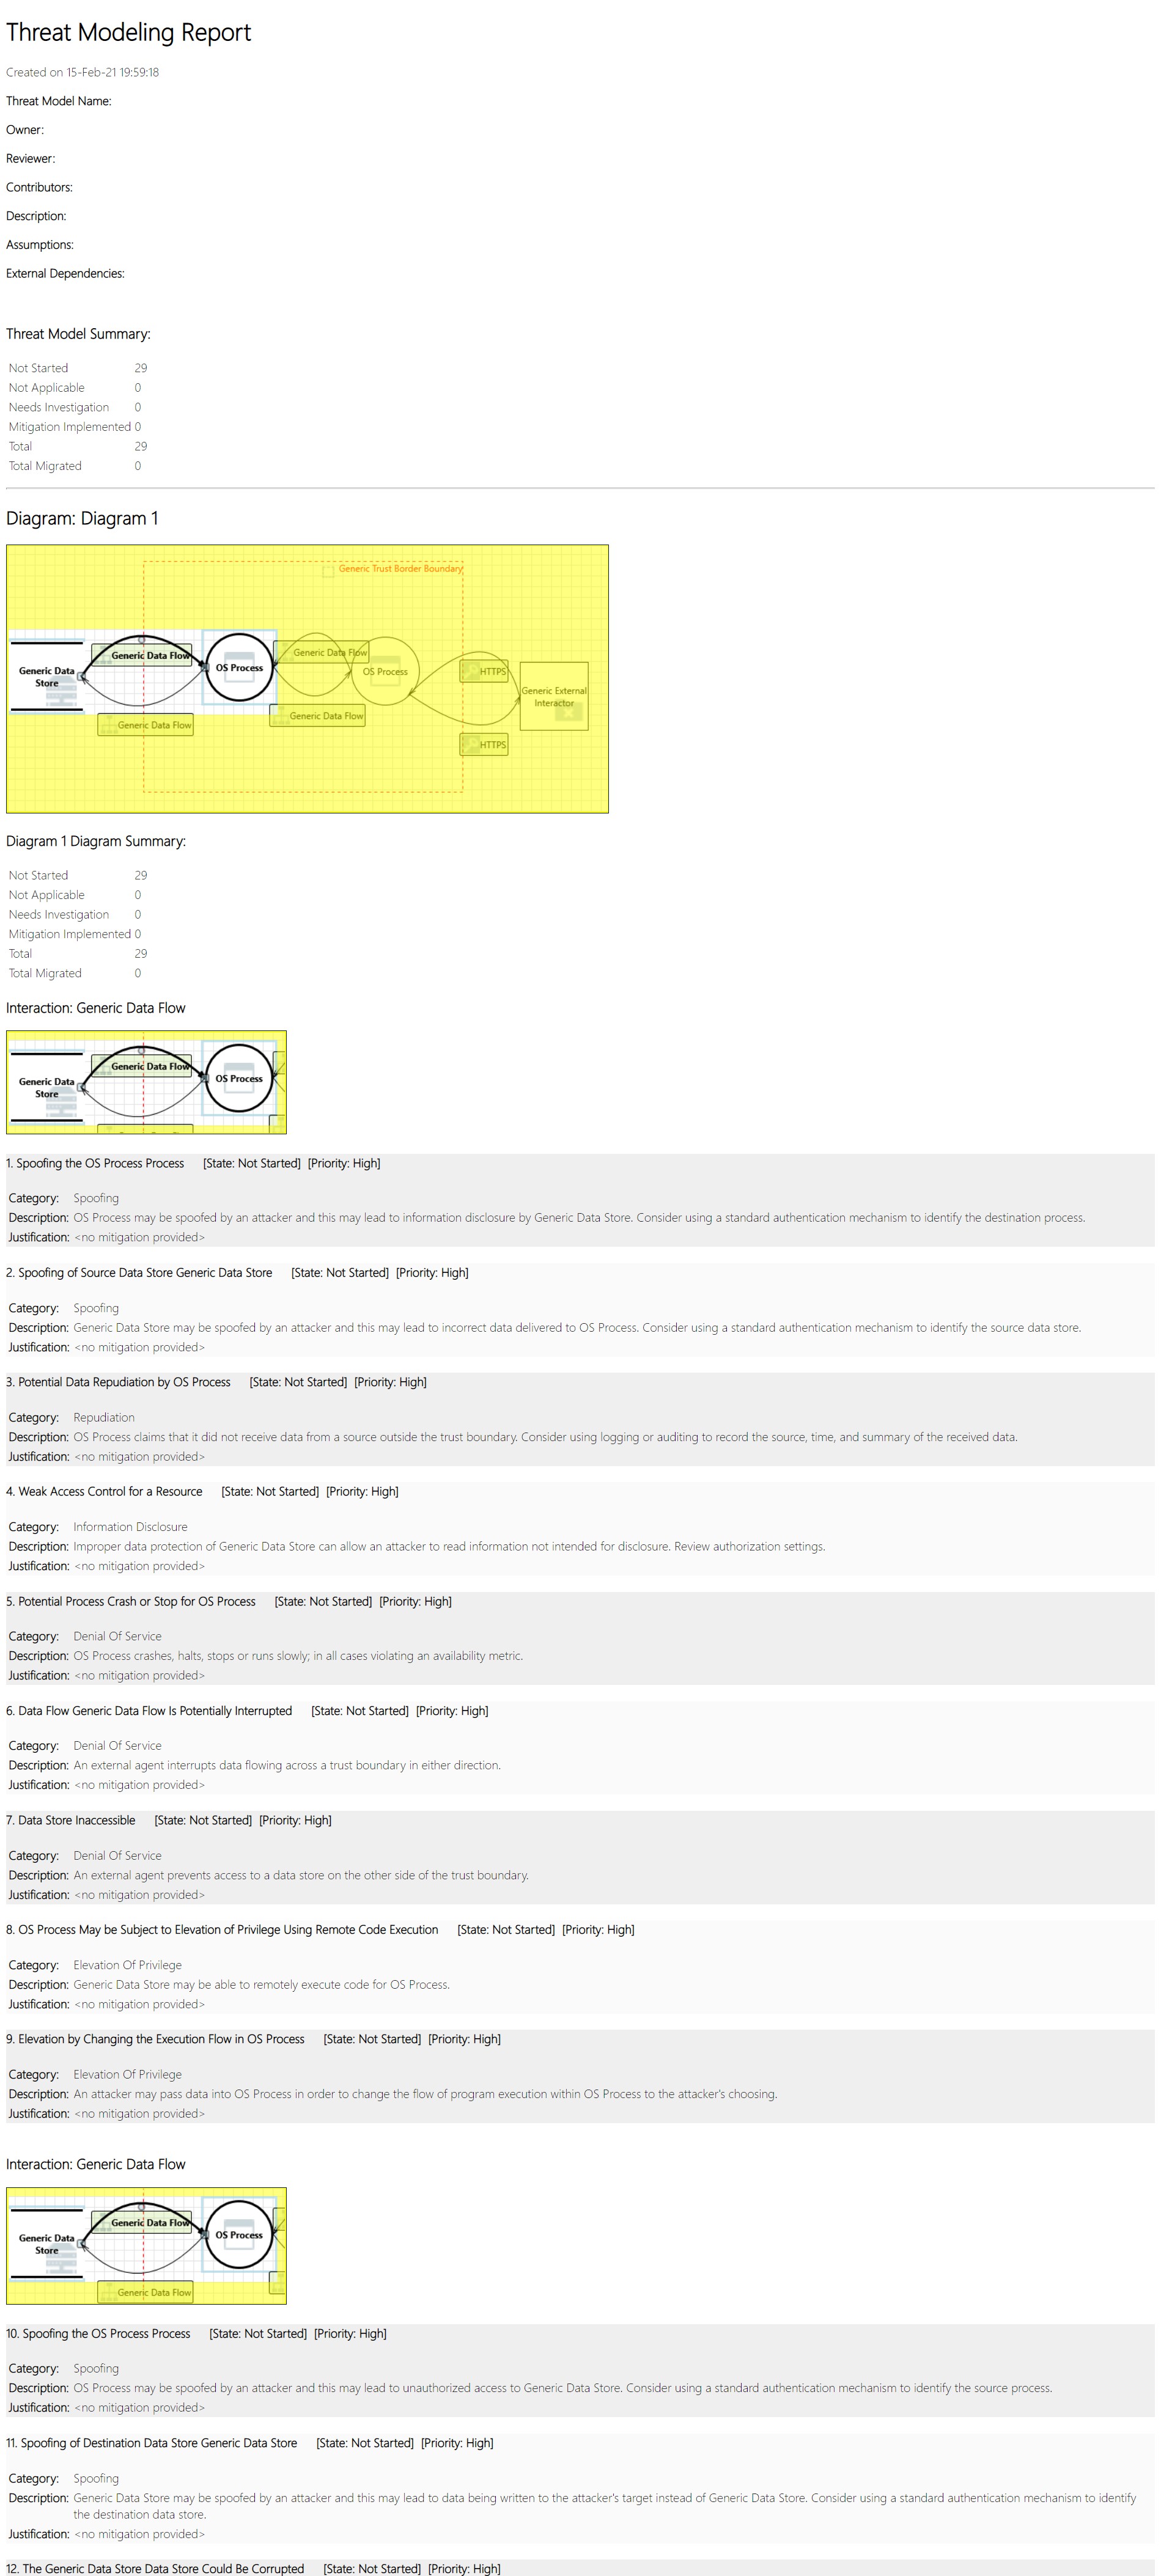 Threat Modeling Report
Created on 15-Feb-21 19:59:18
Threat Model Name:
Owner:
Reviewer:
Contributors:
Description:
Assumptions:
External Dependencies:
Threat Model Summary:
Not Started 29
Not Applicable 0
Needs Investigation 0
Mitigation Implemented 0
Total 29
Total Migrated 0
Diagram: Diagram 1
Generic Trust Border Boundary
Generic Data Flow
Generic Data Flow
Generic Data
Store
OS Process
OS Process
HTTPS
Generic External
Interactor
Generic Data Flow
Generic Data Flow
HTTPS
Diagram 1 Diagram Summary:
Not Started 29
Not Applicable 0
Needs Investigation 0
Mitigation Implemented 0
Total 29
Total Migrated 0
Interaction: Generic Data Flow
Generic Data Flow
Generic Data
Store
OS Process
1. Spoofing the OS Process Process [State: Not Started] [Priority: High]
Category: Spoofing
Description: OS Process may be spoofed by an attacker and this may lead to information disclosure by Generic Data Store. Consider using a standard authentication mechanism to identify the destination process.
Justification: <no mitigation provided>
2. Spoofing of Source Data Store Generic Data Store [State: Not Started] [Priority: High]
Category: Spoofing
Description: Generic Data Store may be spoofed by an attacker and this may lead to incorrect data delivered to OS Process. Consider using a standard authentication mechanism to identify the source data store.
Justification: <no mitigation provided>
3. Potential Data Repudiation by OS Process [State: Not Started] [Priority: High]
Category: Repudiation
Description: OS Process claims that it did not receive data from a source outside the trust boundary. Consider using logging or auditing to record the source, time, and summary of the received data.
Justification: <no mitigation provided>
4. Weak Access Control for a Resource [State: Not Started] [Priority: High]
Category: Information Disclosure
Description: Improper data protection of Generic Data Store can allow an attacker to read information not intended for disclosure. Review authorization settings.
Justification: <no mitigation provided>
5. Potential Process Crash or Stop for OS Process [State: Not Started] [Priority: High]
Category: Denial Of Service
Description: OS Process crashes, halts, stops or runs slowly; in all cases violating an availability metric.
Justification: <no mitigation provided>
6. Data Flow Generic Data Flow Is Potentially Interrupted [State: Not Started] [Priority: High]
Category: Denial Of Service
Description: An external agent interrupts data flowing across a trust boundary in either direction.
Justification: <no mitigation provided>
7. Data Store Inaccessible [State: Not Started] [Priority: High]
Category: Denial Of Service
Description: An external agent prevents access to a data store on the other side of the trust boundary.
Justification: <no mitigation provided>
8. OS Process May be Subject to Elevation of Privilege Using Remote Code Execution [State: Not Started] [Priority: High]
Category: Elevation Of Privilege
Description: Generic Data Store may be able to remotely execute code for OS Process.
Justification: <no mitigation provided>
9. Elevation by Changing the Execution Flow in OS Process [State: Not Started] [Priority: High]
Category: Elevation Of Privilege
Description: An attacker may pass data into OS Process in order to change the flow of program execution within OS Process to the attacker's choosing.
Justification: <no mitigation provided>
Interaction: Generic Data Flow
Generic Data Flow
Generic Data
Store
OS Process
Generic Data Flow
10. Spoofing the OS Process Process [State: Not Started] [Priority: High]
Category: Spoofing
Description: OS Process may be spoofed by an attacker and this may lead to unauthorized access to Generic Data Store. Consider using a standard authentication mechanism to identify the source process.
Justification: <no mitigation provided>
11. Spoofing of Destination Data Store Generic Data Store [State: Not Started] [Priority: High]
Category: Spoofing
Description: Generic Data Store may be spoofed by an attacker and this may lead to data being written to the attacker's target instead of Generic Data Store. Consider using a standard authentication mechanism to identify
the destination data store.
Justification: <no mitigation provided>
12. The Generic Data Store Data Store Could Be Corrupted [State: Not Started] [Priority: High]